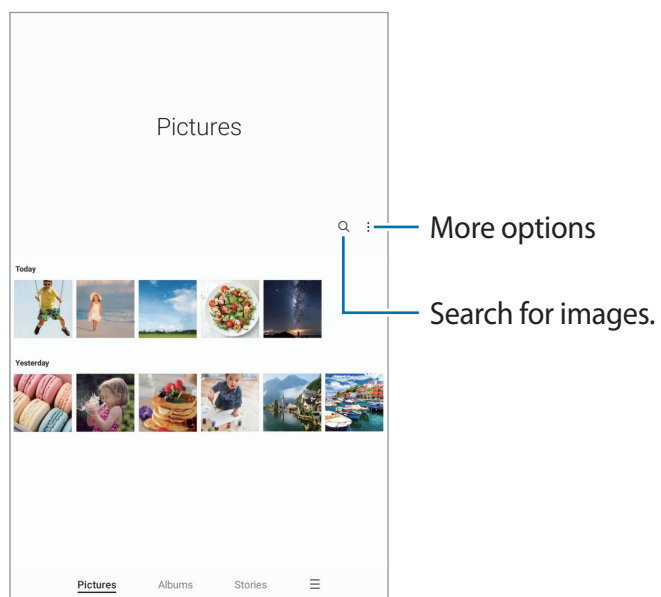 Pictures
More options
Today
Search for images.
Yesterday
Pictures Albums Stories